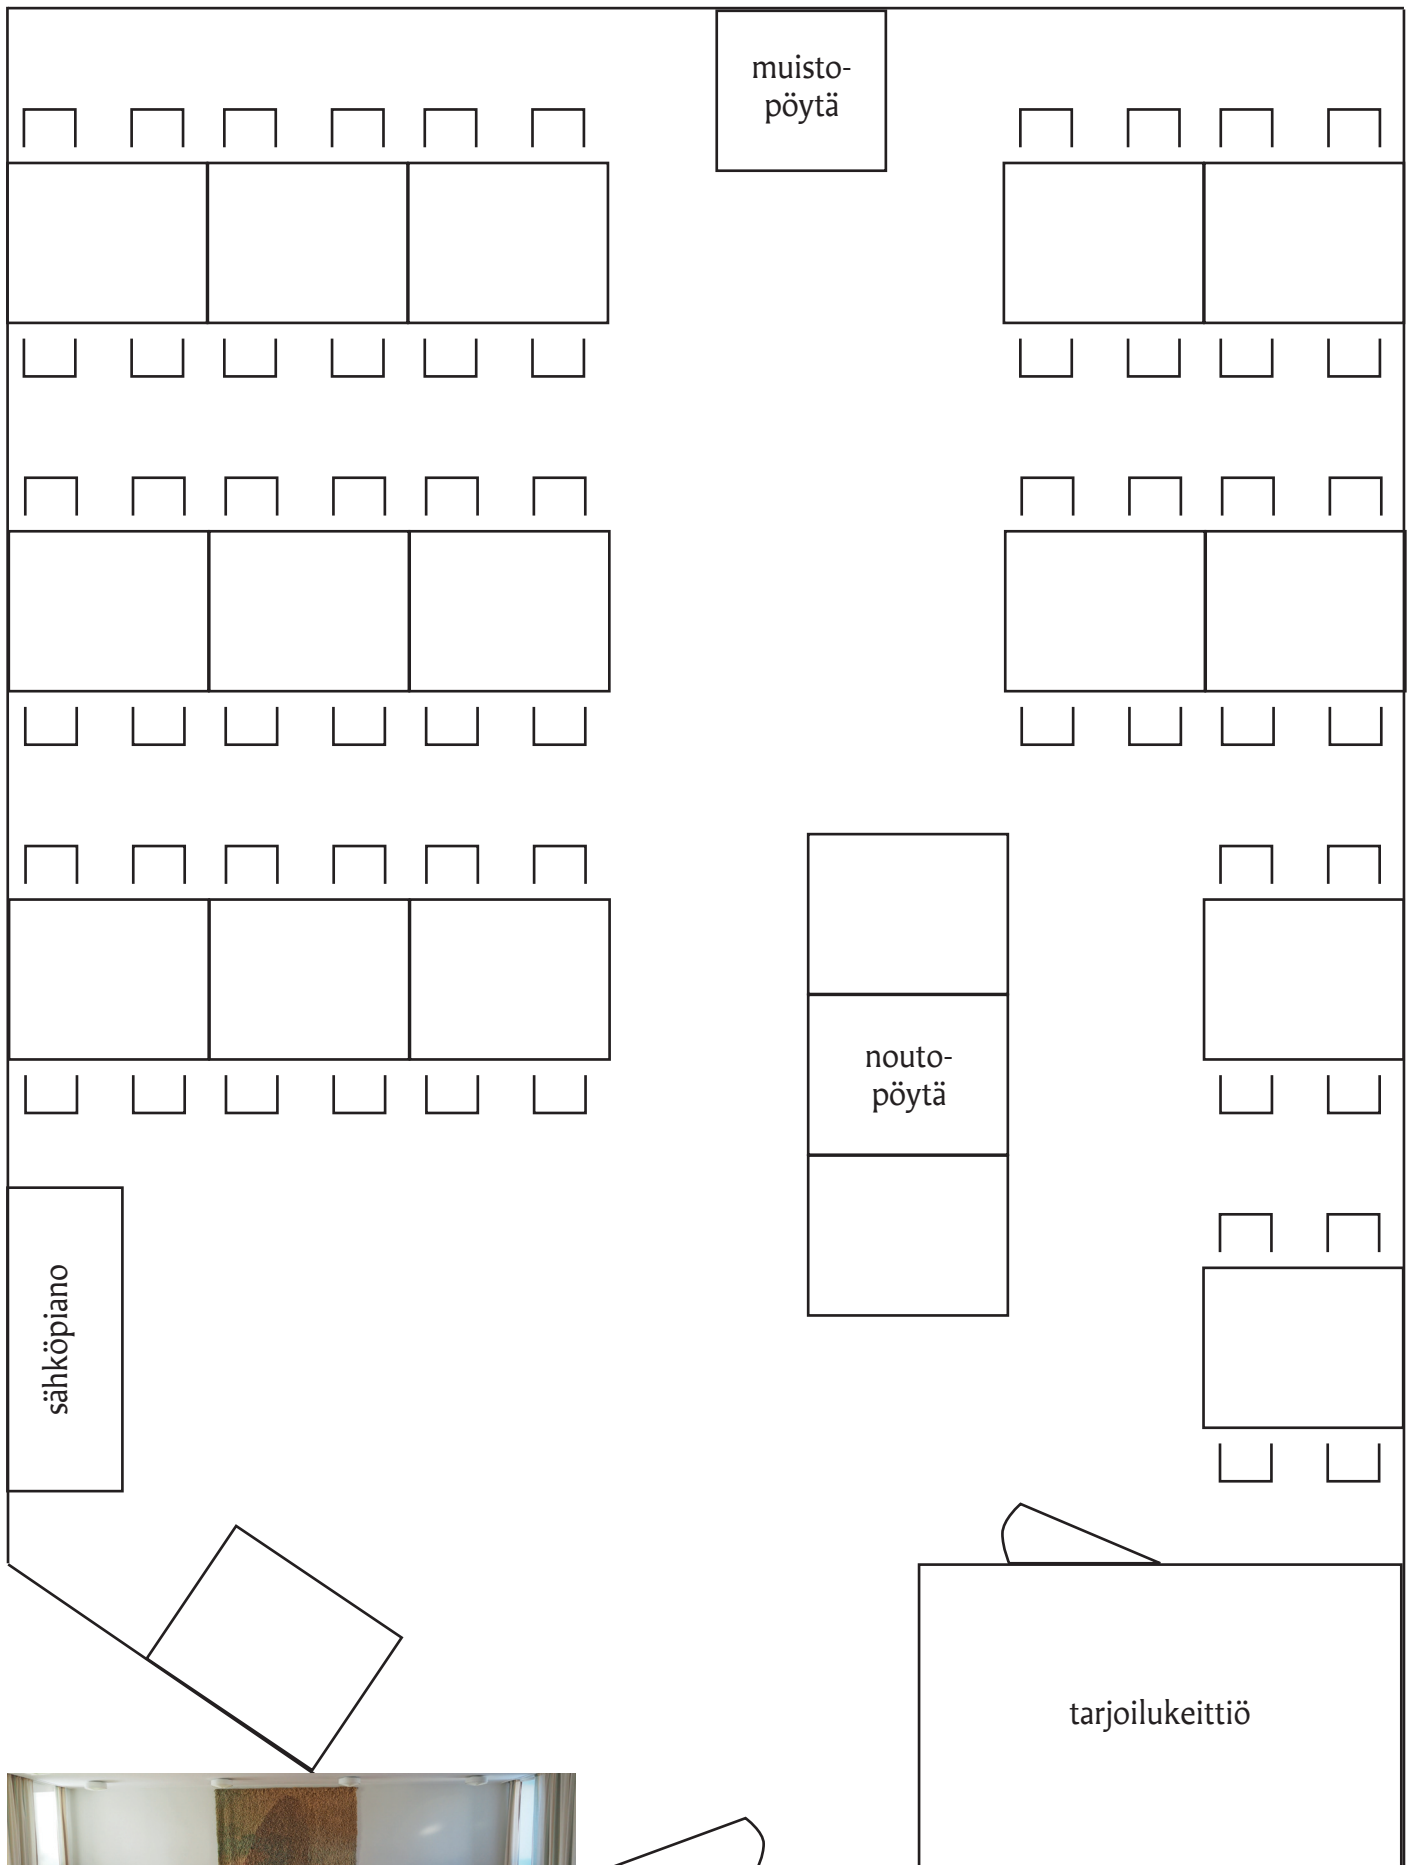 muisto-
pöytä
nouto-
pöytä
sähköpiano
tarjoilukeittiö